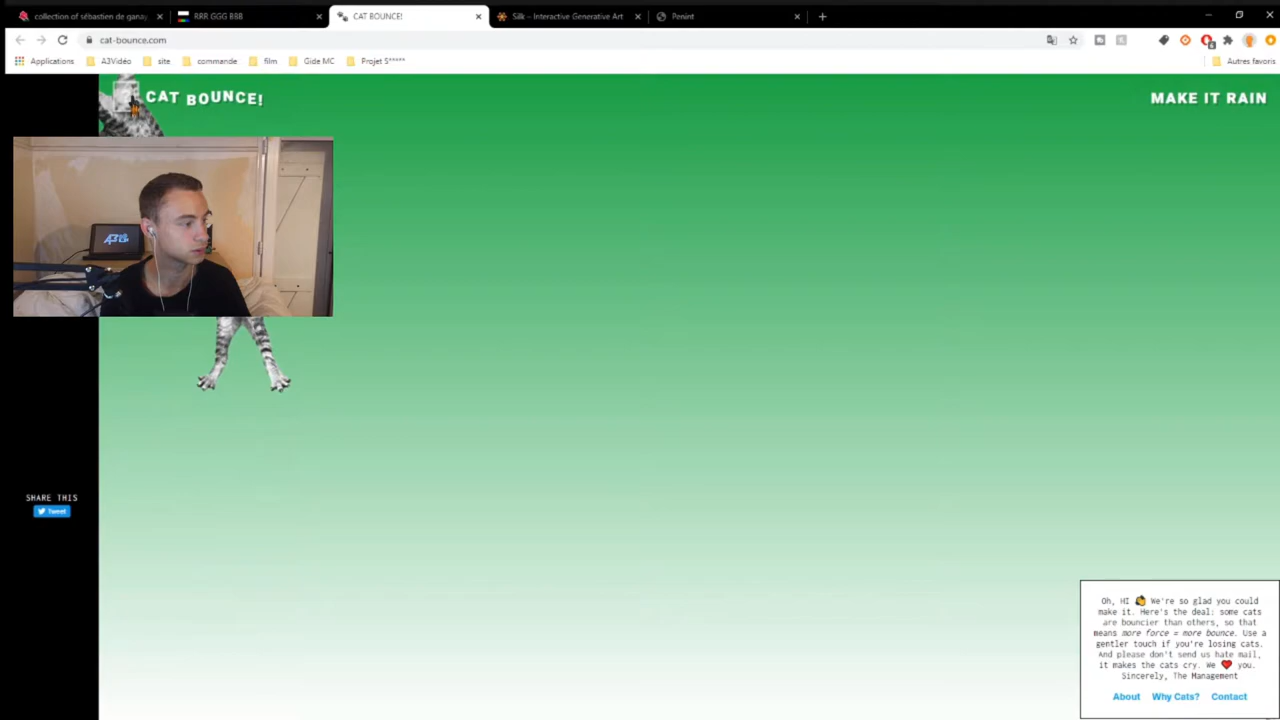 collection of sébastien de ganay
RRR GGG BBB
CAT BOUNCE!
Silk – Interactive Generative Art
Penint
cat-bounce.com
Applications
A3Vidéo
site
commande
film
Gide MC
Projet S*****
Autres favoris
CAT BOUNCE!
MAKE IT RAIN
SHARE THIS
Tweet
Oh, HI We're so glad you could
make it. Here's the deal: some cats
are bouncier than others, so that
means more force = more bounce. Use a
gentler touch if you're losing cats.
And please don't send us hate mail,
it makes the cats cry. We ❤ you.
Sincerely, The Management
About Why Cats? Contact